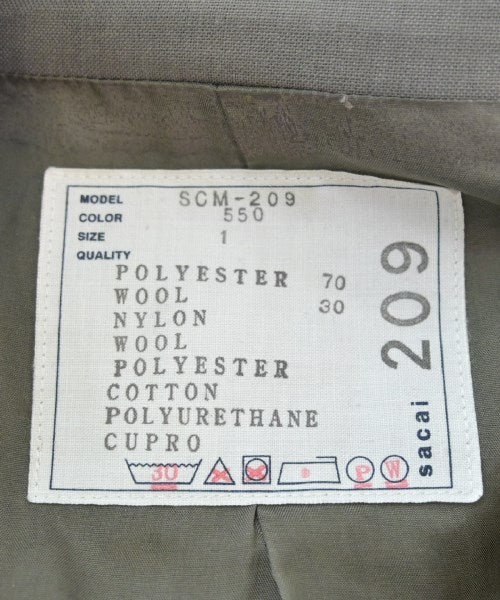 MODEL SCM-209
COLOR 550
SIZE 1
QUALITY
POLYESTER 70
WOOL 30
NYLON
WOOL
POLYESTER
COTTON
POLYURETHANE
CUPRO
30 P W
sacai 209